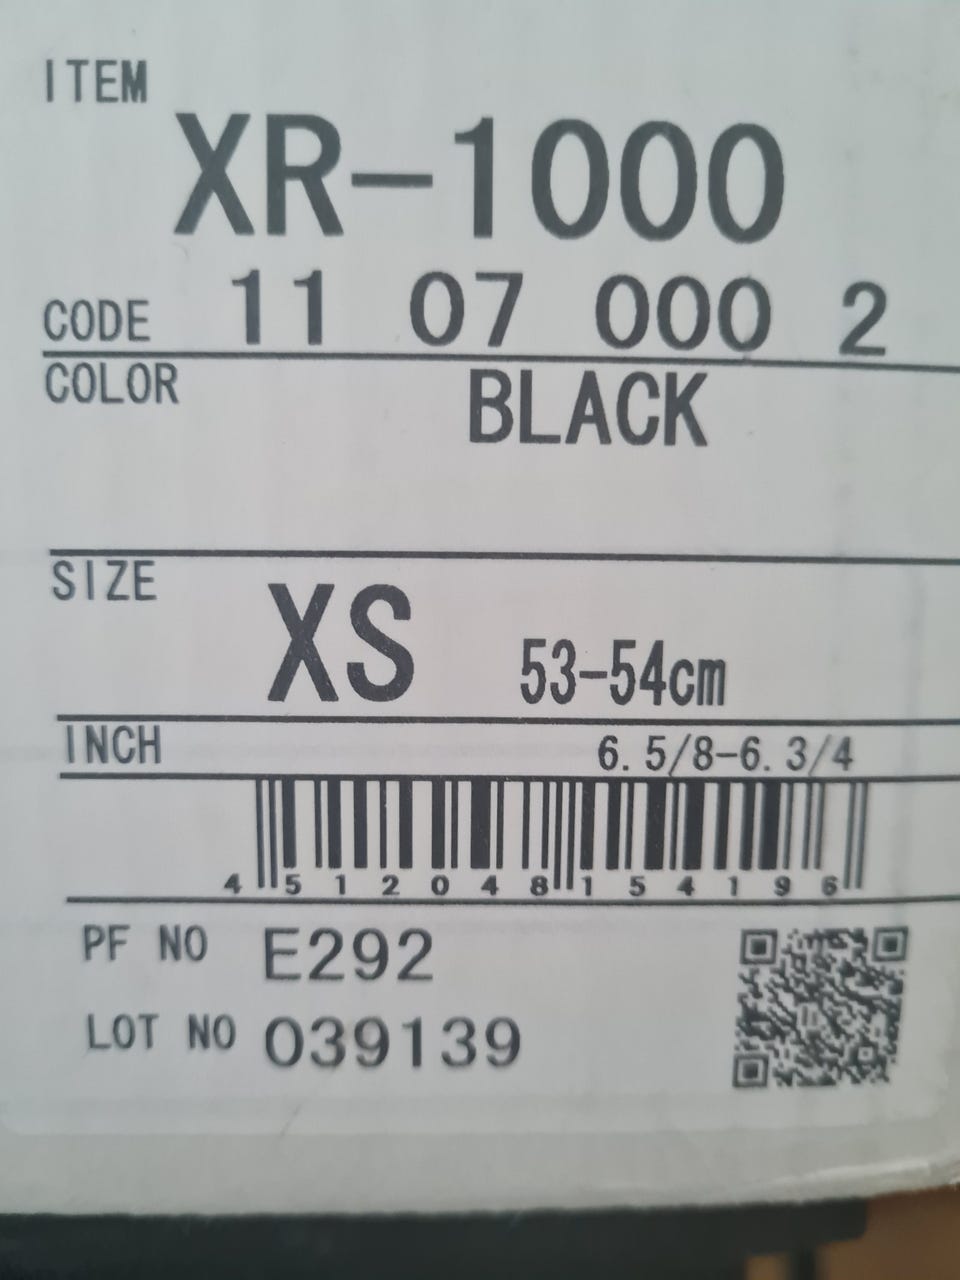 ITEM
XR-1000
CODE 11 07 000 2
COLOR BLACK
SIZE XS 53-54cm
INCH 6.5/8-6.3/4
4 512048 154196
PF NO E292
LOT NO 039139